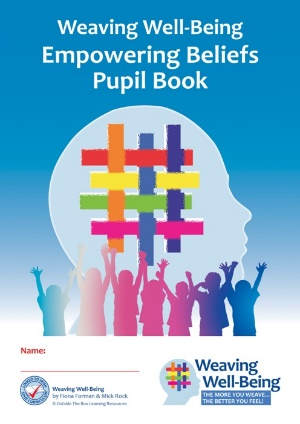 Weaving Well-Being
Empowering Beliefs
Pupil Book
Name:
Weaving Well-Being
by Fiona Forman & Mick Rock
© Outside The Box Learning Resources
Weaving
Well-Being
THE MORE YOU WEAVE...
THE BETTER YOU FEEL!